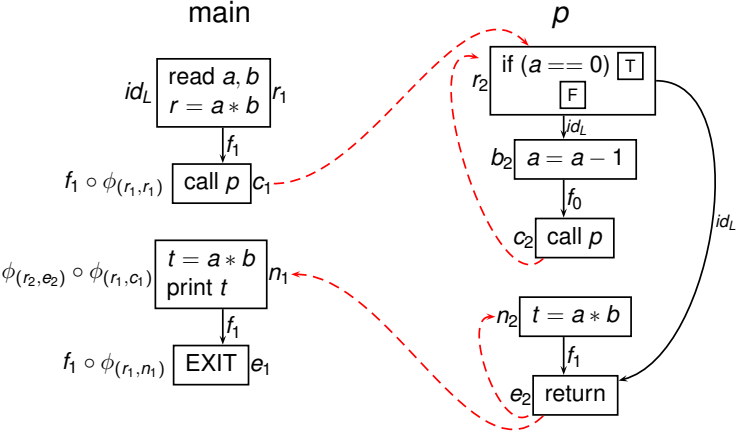 main
id_L
read a, b
r = a ∗ b
r_1
f_1
f_1 ∘ ϕ_(r_1,r_1)
call p
c_1
ϕ_(r_2,e_2) ∘ ϕ_(r_1,c_1)
t = a ∗ b
print t
n_1
f_1
f_1 ∘ ϕ_(r_1,n_1)
EXIT
e_1
p
r_2
if (a == 0) T
F
id_L
b_2
a = a − 1
f_0
c_2
call p
id_L
n_2
t = a ∗ b
f_1
e_2
return